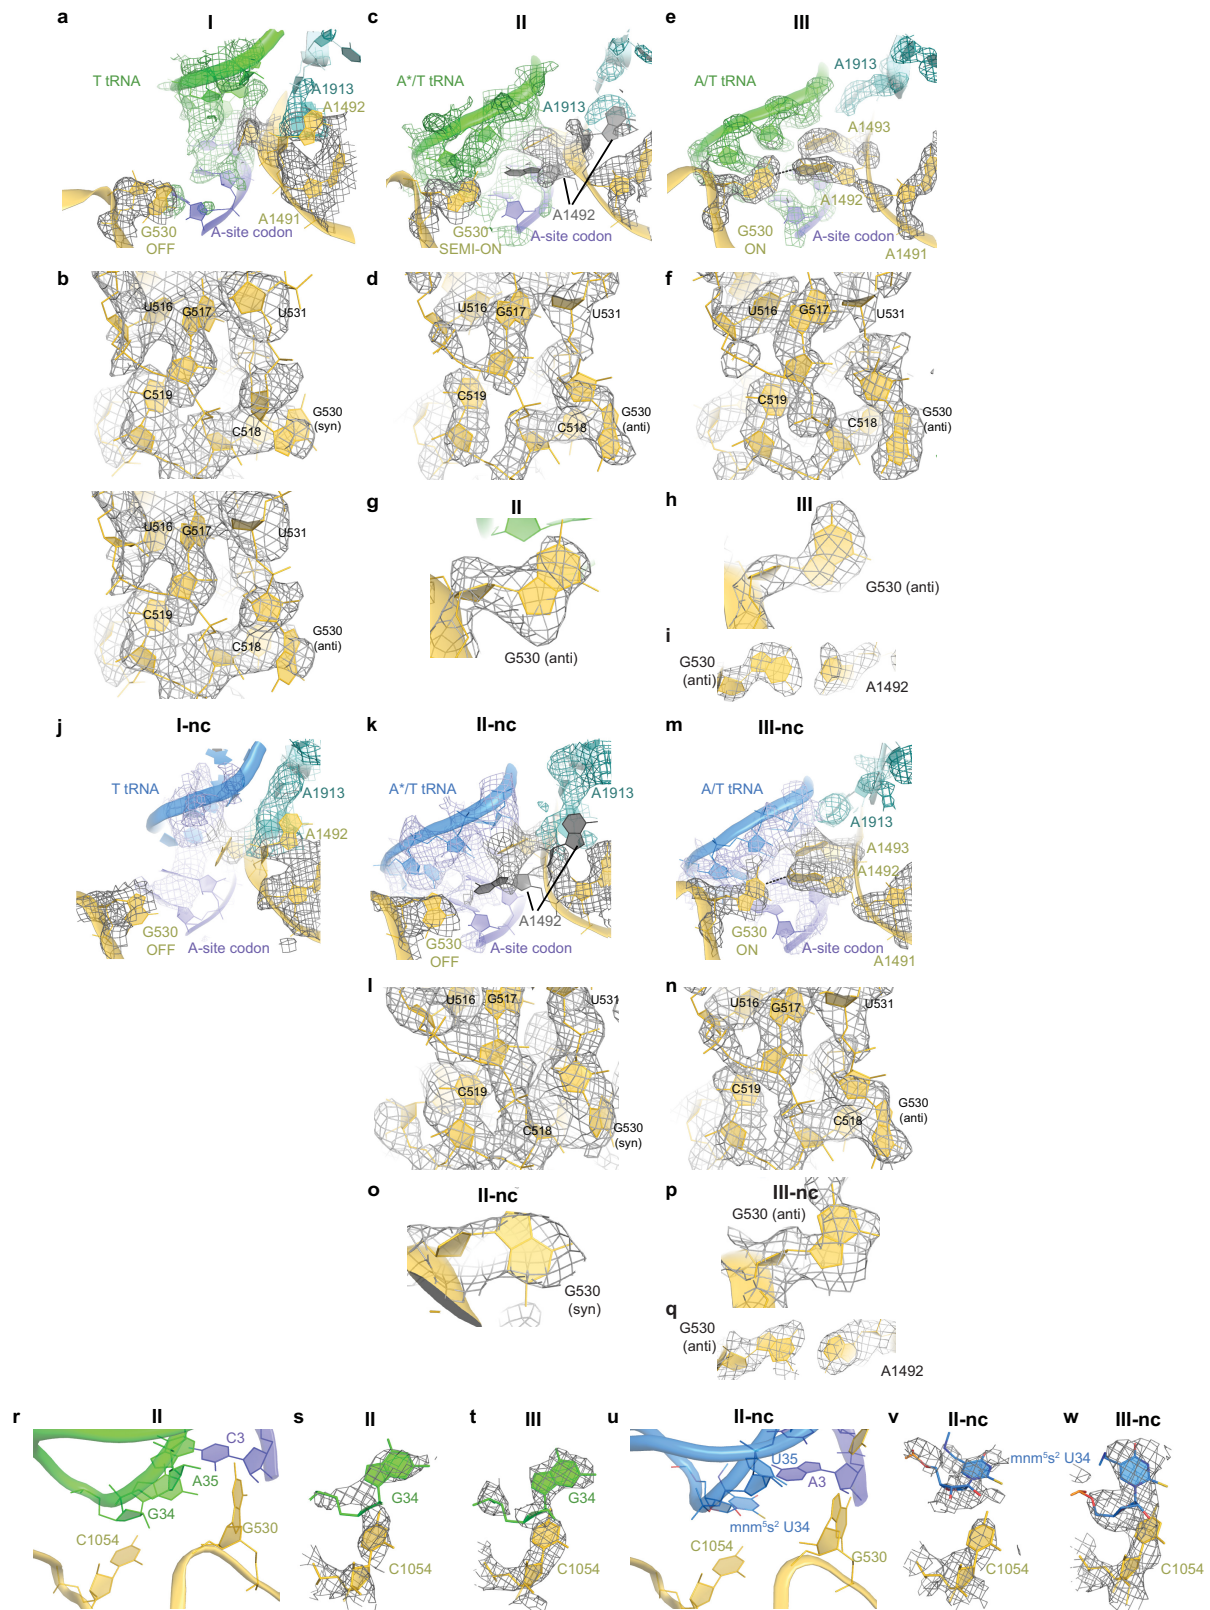 a
I
T tRNA
A1913
A1492
A1491
G530
OFF
A-site codon
c
II
A*/T tRNA
A1913
A1492
G530
SEMI-ON
A-site codon
e
III
A/T tRNA
A1913
A1493
A1492
G530
ON
A-site codon
A1491
b
U516
G517
U531
C519
C518
G530
(syn)
U516
G517
U531
C519
C518
G530
(anti)
d
U516
G517
U531
C519
C518
G530
(anti)
f
U516
G517
U531
C519
C518
G530
(anti)
g
II
G530 (anti)
h
III
G530 (anti)
i
G530
(anti)
A1492
j
I-nc
T tRNA
A1913
A1492
G530
OFF
A-site codon
k
II-nc
A*/T tRNA
A1913
A1492
G530
OFF
A-site codon
m
III-nc
A/T tRNA
A1913
A1493
A1492
G530
ON
A-site codon
A1491
l
U516
G517
U531
C519
C518
G530
(syn)
n
U516
G517
U531
C519
C518
G530
(anti)
o
II-nc
G530
(syn)
p
III-nc
G530 (anti)
q
G530
(anti)
A1492
r
II
C3
A35
G34
G530
C1054
s
II
G34
C1054
t
III
G34
C1054
u
II-nc
U35
A3
mnm⁵s² U34
C1054
G530
v
II-nc
mnm⁵s² U34
C1054
w
III-nc
C1054